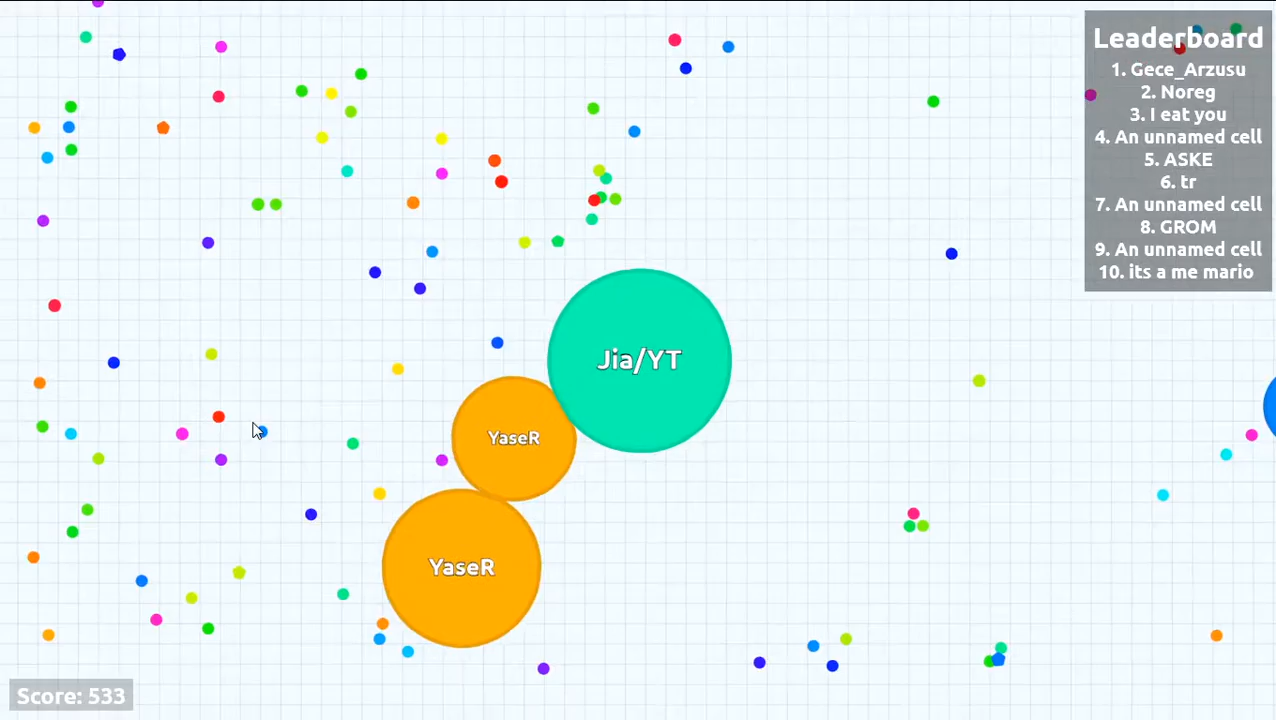 Leaderboard
1. Gece_Arzusu
2. Noreg
3. I eat you
4. An unnamed cell
5. ASKE
6. tr
7. An unnamed cell
8. GROM
9. An unnamed cell
10. its a me mario
Jia/YT
YaseR
YaseR
Score: 533